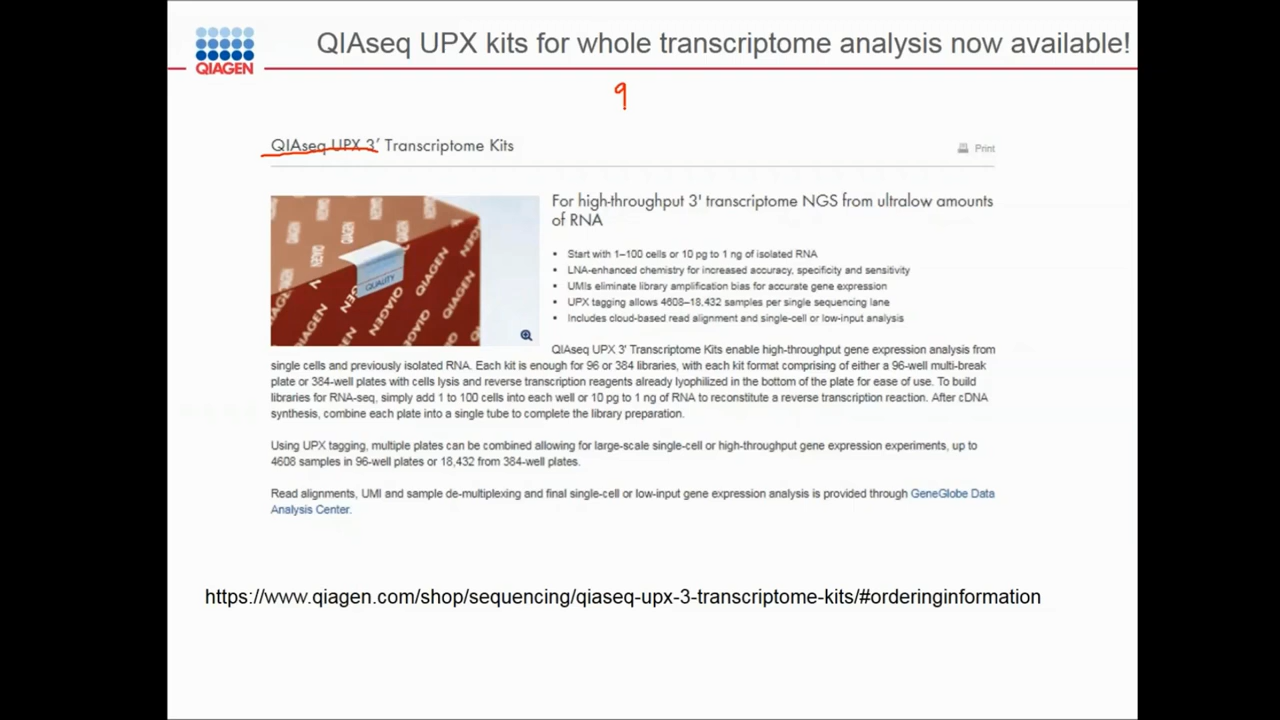 QIAGEN
QIAseq UPX kits for whole transcriptome analysis now available!
9
QIAseq UPX 3' Transcriptome Kits
Print
QIAGEN
QUALITY
For high-throughput 3' transcriptome NGS from ultralow amounts
of RNA
• Start with 1–100 cells or 10 pg to 1 ng of isolated RNA
• LNA-enhanced chemistry for increased accuracy, specificity and sensitivity
• UMIs eliminate library amplification bias for accurate gene expression
• UPX tagging allows 4608–18,432 samples per single sequencing lane
• Includes cloud-based read alignment and single-cell or low-input analysis
QIAseq UPX 3' Transcriptome Kits enable high-throughput gene expression analysis from
single cells and previously isolated RNA. Each kit is enough for 96 or 384 libraries, with each kit format comprising of either a 96-well multi-break
plate or 384-well plates with cells lysis and reverse transcription reagents already lyophilized in the bottom of the plate for ease of use. To build
libraries for RNA-seq, simply add 1 to 100 cells into each well or 10 pg to 1 ng of RNA to reconstitute a reverse transcription reaction. After cDNA
synthesis, combine each plate into a single tube to complete the library preparation.
Using UPX tagging, multiple plates can be combined allowing for large-scale single-cell or high-throughput gene expression experiments, up to
4608 samples in 96-well plates or 18,432 from 384-well plates.
Read alignments, UMI and sample de-multiplexing and final single-cell or low-input gene expression analysis is provided through GeneGlobe Data
Analysis Center.
https://www.qiagen.com/shop/sequencing/qiaseq-upx-3-transcriptome-kits/#orderinginformation